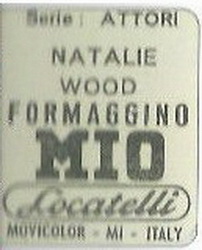 Serie: ATTORI
NATALIE
WOOD
FORMAGGINO
MIO
Locatelli
MOVICOLOR - MI - ITALY